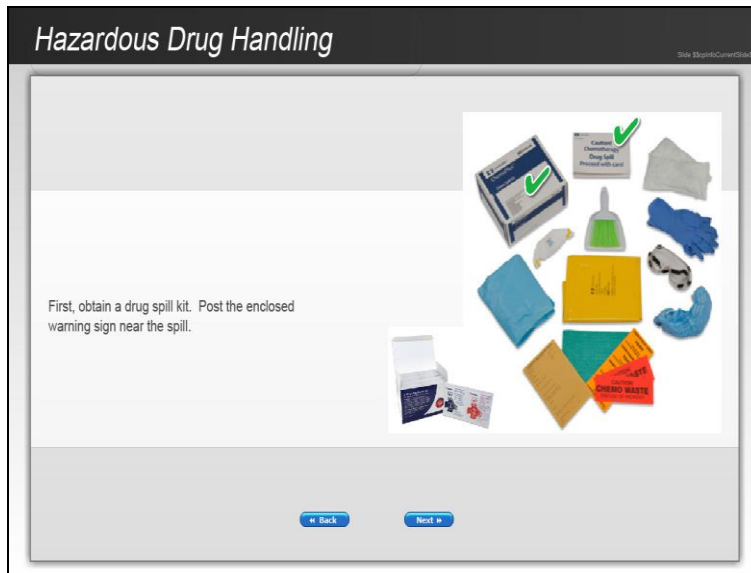 Hazardous Drug Handling
Slide $$cpInfoCurrentSlide$
Caution!
Chemotherapy
Drug Spill
Proceed with care!
First, obtain a drug spill kit. Post the enclosed
warning sign near the spill.
CAUTION
CHEMO WASTE
Back
Next